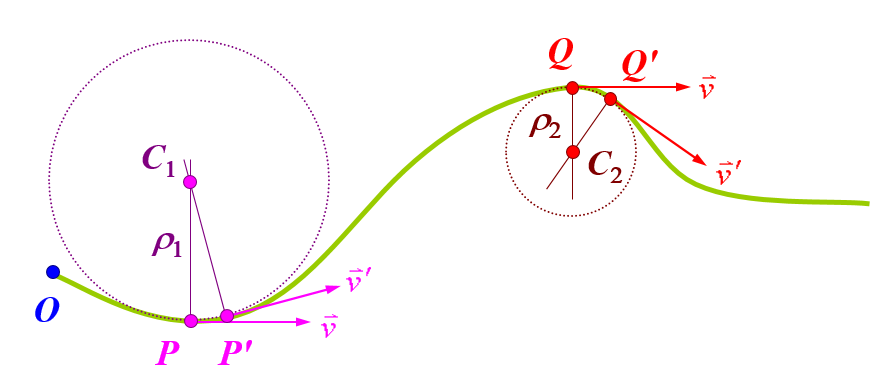 Q
Q′
v⃗
ρ₂
C₂
v⃗′
C₁
ρ₁
v⃗′
O
v⃗
P
P′